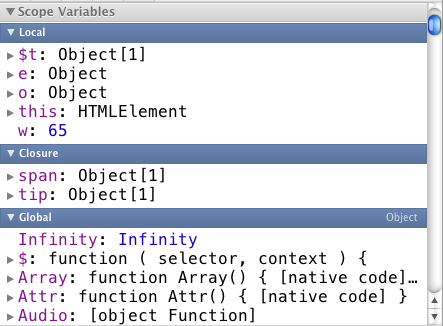 Scope Variables
Local
$t: Object[1]
e: Object
o: Object
this: HTMLElement
w: 65
Closure
span: Object[1]
tip: Object[1]
Global Object
Infinity: Infinity
$: function ( selector, context ) {
Array: function Array() { [native code]…
Attr: function Attr() { [native code] }
Audio: [object Function]